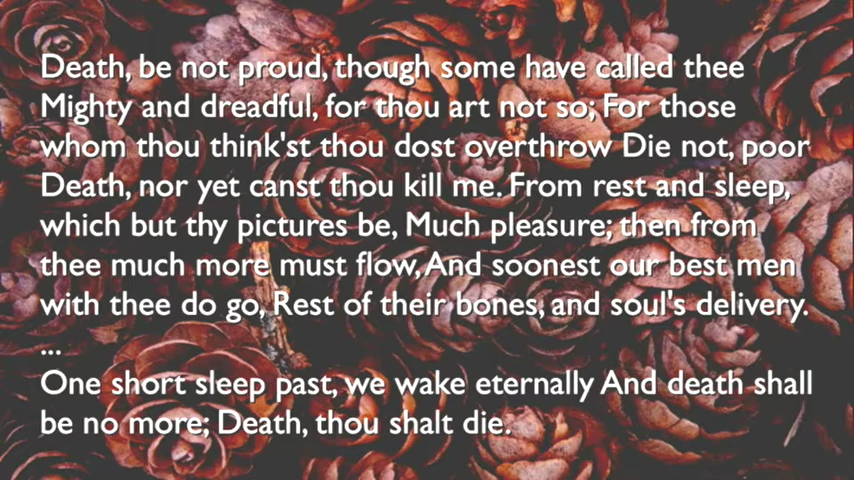 Death, be not proud, though some have called thee
Mighty and dreadful, for thou art not so; For those
whom thou think'st thou dost overthrow Die not, poor
Death, nor yet canst thou kill me. From rest and sleep,
which but thy pictures be, Much pleasure; then from
thee much more must flow, And soonest our best men
with thee do go, Rest of their bones, and soul's delivery.
...
One short sleep past, we wake eternally And death shall
be no more; Death, thou shalt die.